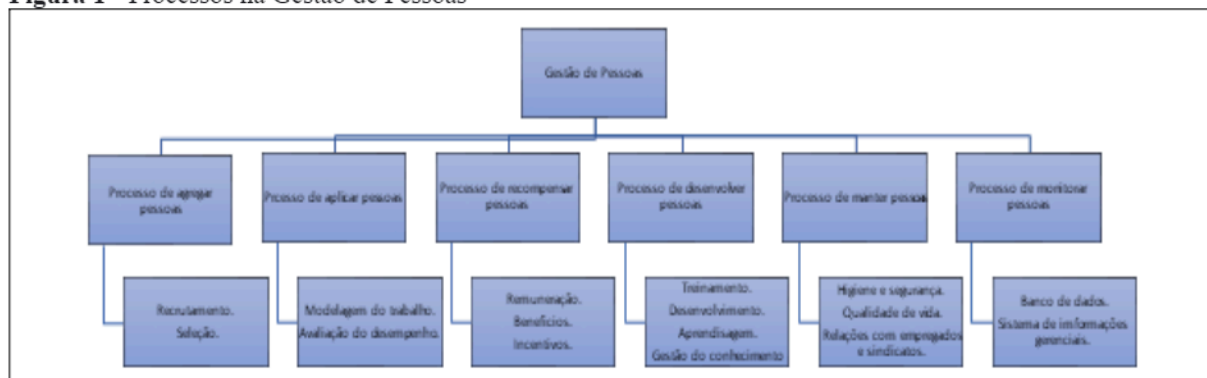 Figura 1 - Processos na Gestão de Pessoas
Gestão de Pessoas
Processo de agregar
pessoas
Prcesso de aplicar pessoas
Processo de recompensar
pessoas
Processo de desenvolver
pessoas
Processo de manter pessoas
Processo de monitorar
pessoas
Recrutamento.
Seleção.
Modelagem do trabalho.
Avaliação do desempenho.
Remuneração.
Benefícios.
Incentivos.
Treinamento.
Desenvolvimento.
Aprendisagem.
Gestão do conhecimento
Higiene e segurança.
Qualidade de vida.
Relações com empregados
e sindicatos.
Banco de dados.
Sistema de imformações
gerenciais.